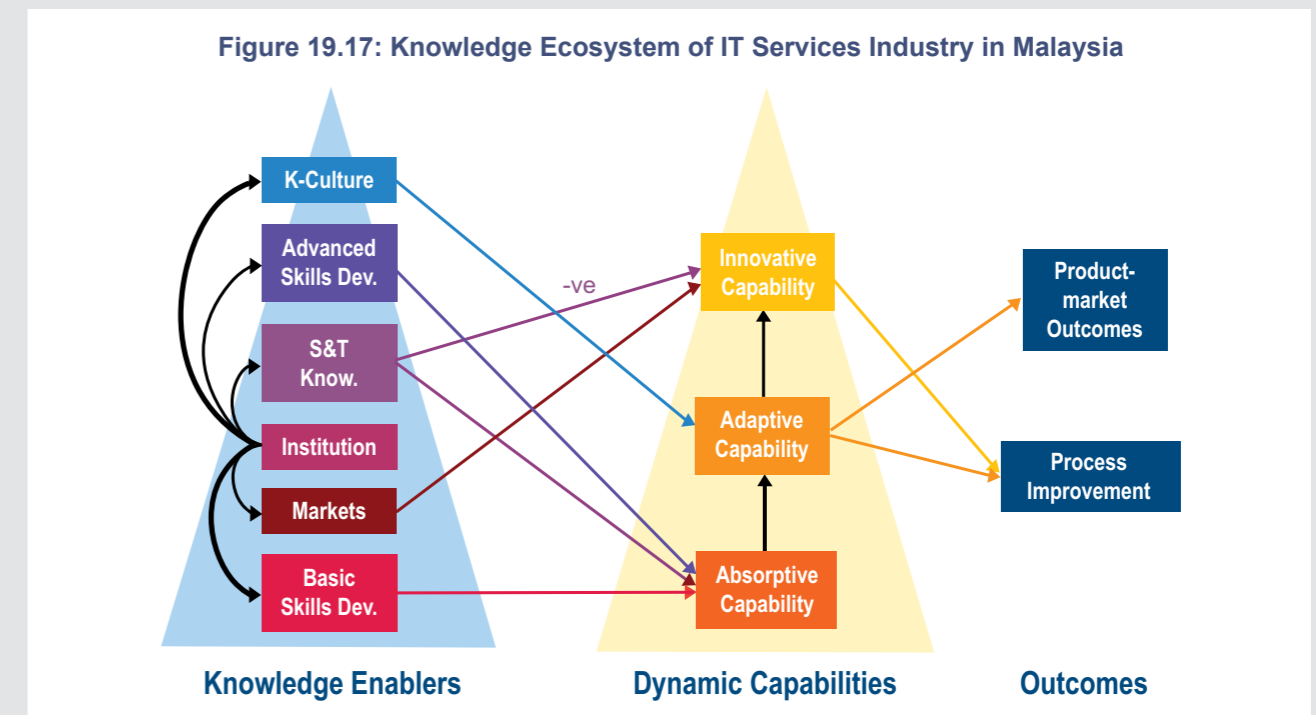 Figure 19.17: Knowledge Ecosystem of IT Services Industry in Malaysia
K-Culture
Advanced
Skills Dev.
S&T
Know.
Institution
Markets
Basic
Skills Dev.
-ve
Innovative
Capability
Adaptive
Capability
Absorptive
Capability
Product-
market
Outcomes
Process
Improvement
Knowledge Enablers
Dynamic Capabilities
Outcomes